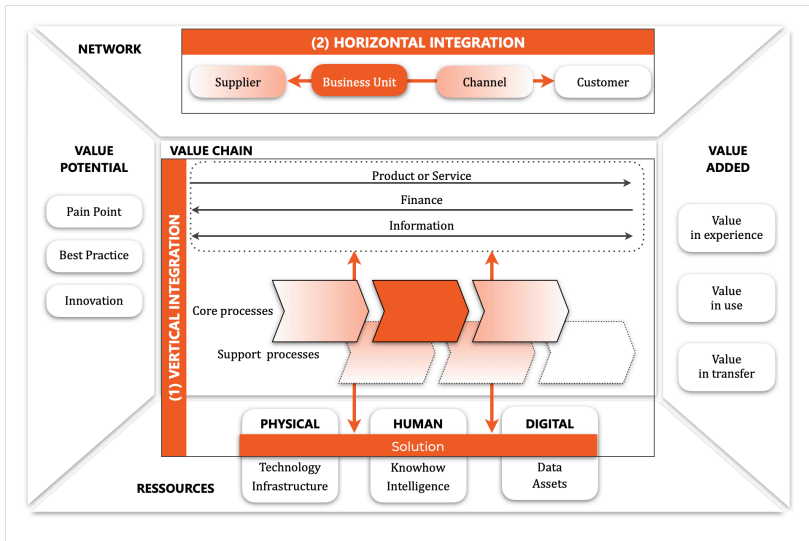 NETWORK
(2) HORIZONTAL INTEGRATION
Supplier
Business Unit
Channel
Customer
VALUE
POTENTIAL
Pain Point
Best Practice
Innovation
VALUE CHAIN
(1) VERTICAL INTEGRATION
Product or Service
Finance
Information
Core processes
Support processes
VALUE
ADDED
Value
in experience
Value
in use
Value
in transfer
PHYSICAL
HUMAN
DIGITAL
Solution
Technology
Infrastructure
Knowhow
Intelligence
Data
Assets
RESSOURCES